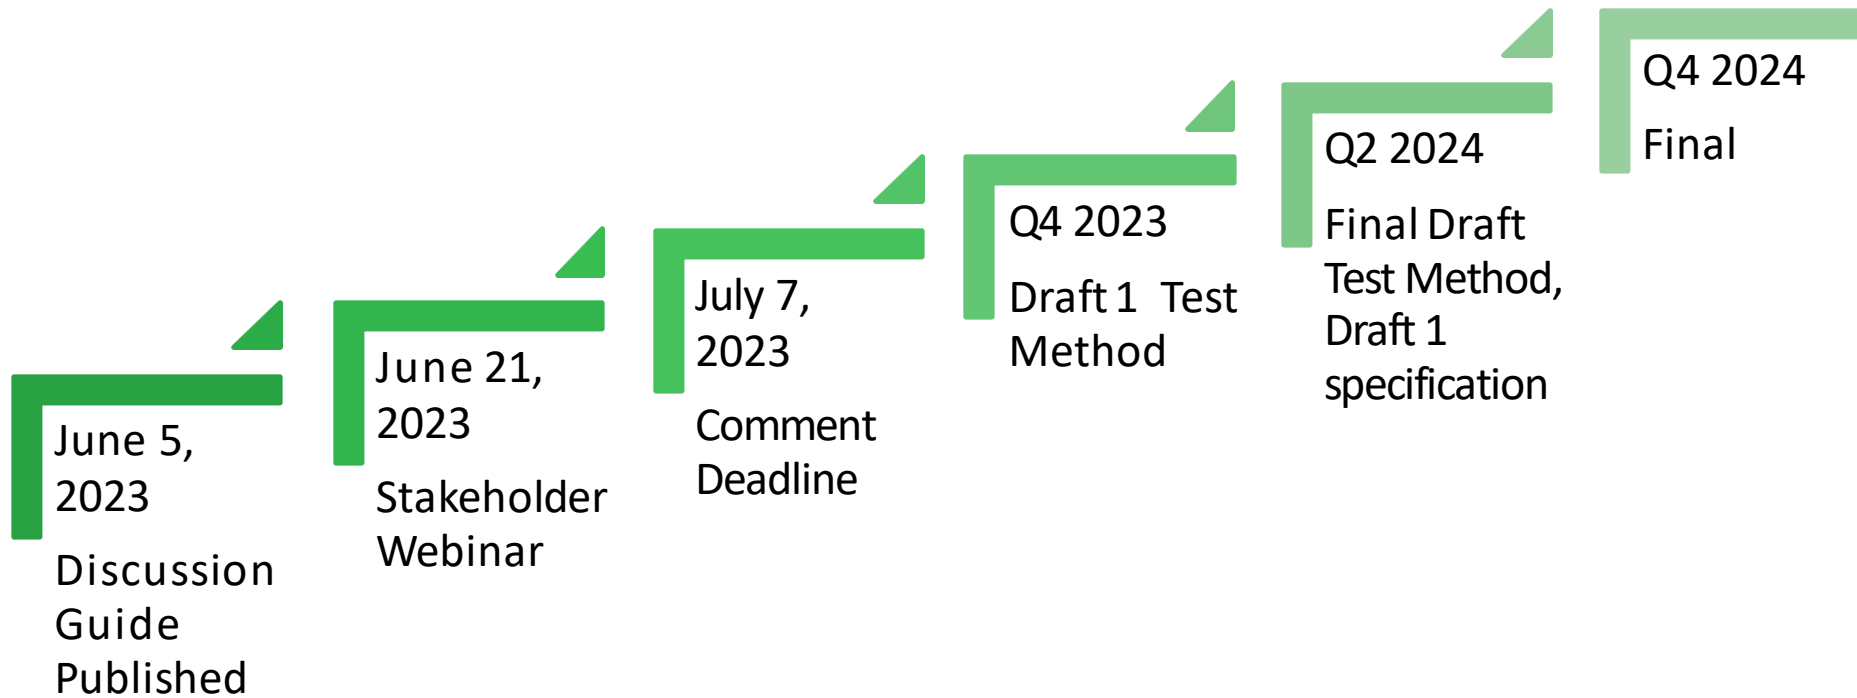 June 5,
2023
Discussion
Guide
Published
June 21,
2023
Stakeholder
Webinar
July 7,
2023
Comment
Deadline
Q4 2023
Draft 1 Test
Method
Q2 2024
Final Draft
Test Method,
Draft 1
specification
Q4 2024
Final